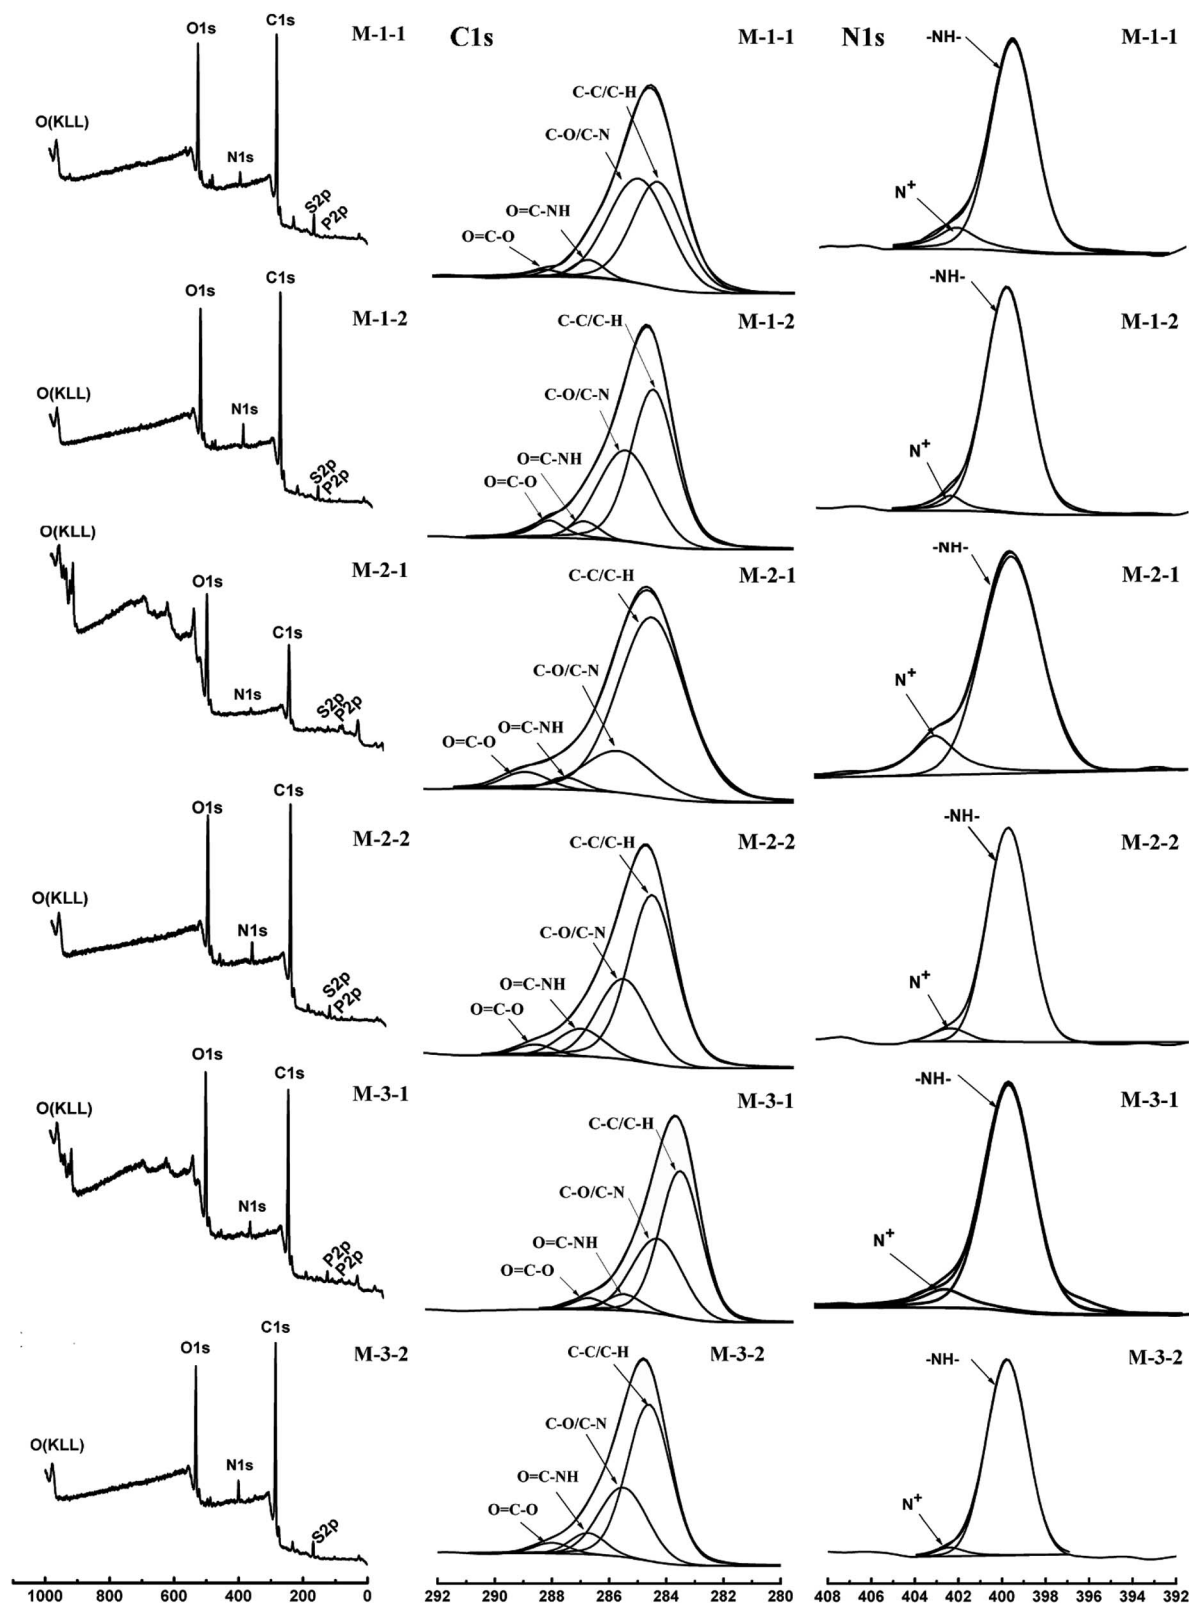 O1s
C1s
M-1-1
O(KLL)
N1s
S2p
P2p
C1s
M-1-1
C-C/C-H
C-O/C-N
O=C-NH
O=C-O
N1s
-NH-
M-1-1
N+
O1s
C1s
M-1-2
O(KLL)
N1s
S2p
P2p
M-1-2
C-C/C-H
C-O/C-N
O=C-NH
O=C-O
-NH-
M-1-2
N+
O(KLL)
O1s
M-2-1
C1s
N1s
S2p
P2p
M-2-1
C-C/C-H
C-O/C-N
O=C-NH
O=C-O
-NH-
M-2-1
N+
O1s
C1s
M-2-2
O(KLL)
N1s
S2p
P2p
M-2-2
C-C/C-H
C-O/C-N
O=C-NH
O=C-O
-NH-
M-2-2
N+
O1s
C1s
M-3-1
O(KLL)
N1s
P2p
P2p
M-3-1
C-C/C-H
C-O/C-N
O=C-NH
O=C-O
-NH-
M-3-1
N+
O1s
C1s
M-3-2
O(KLL)
N1s
S2p
M-3-2
C-C/C-H
C-O/C-N
O=C-NH
O=C-O
-NH-
M-3-2
N+
1000 800 600 400 200 0
292 290 288 286 284 282 280
408 406 404 402 400 398 396 394 392